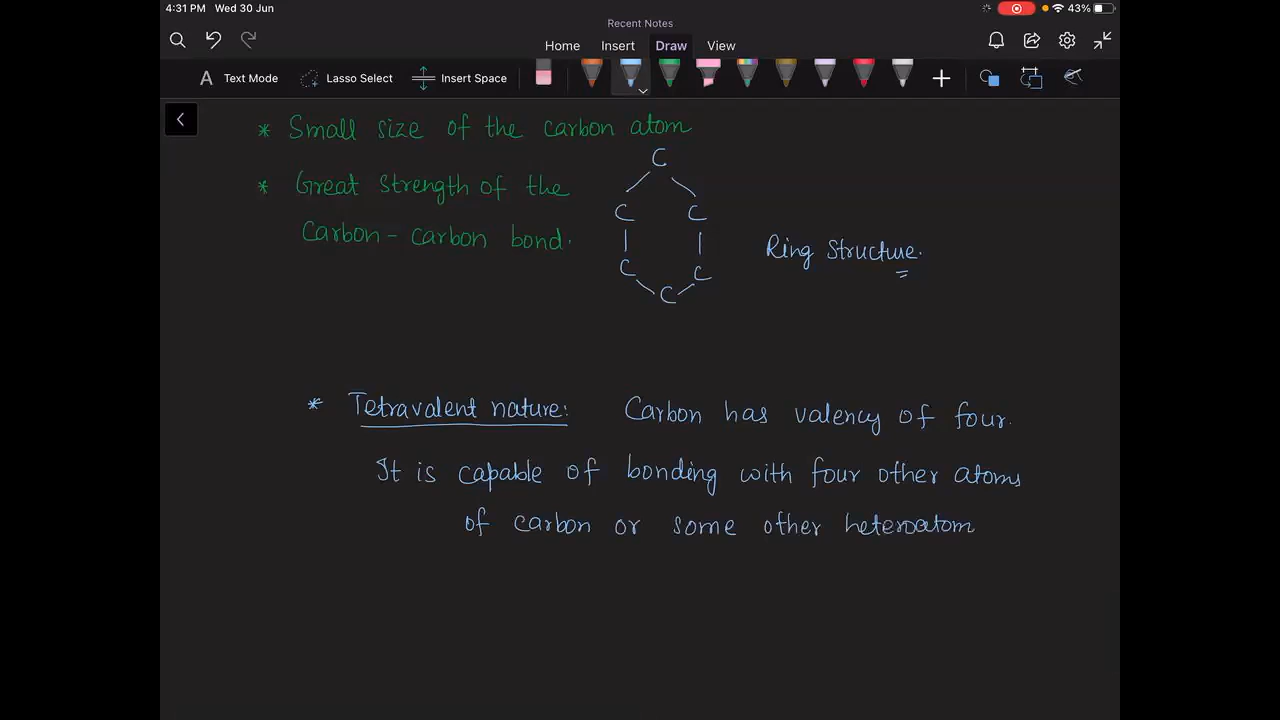 4:31 PM Wed 30 Jun
43%
Recent Notes
Home Insert Draw View
Text Mode Lasso Select Insert Space
* Small size of the carbon atom
* Great strength of the
Carbon - carbon bond.
C
C C
C C
C
Ring Structure.
* Tetravalent nature: Carbon has valency of four.
It is capable of bonding with four other atoms
of carbon or some other heteroatom